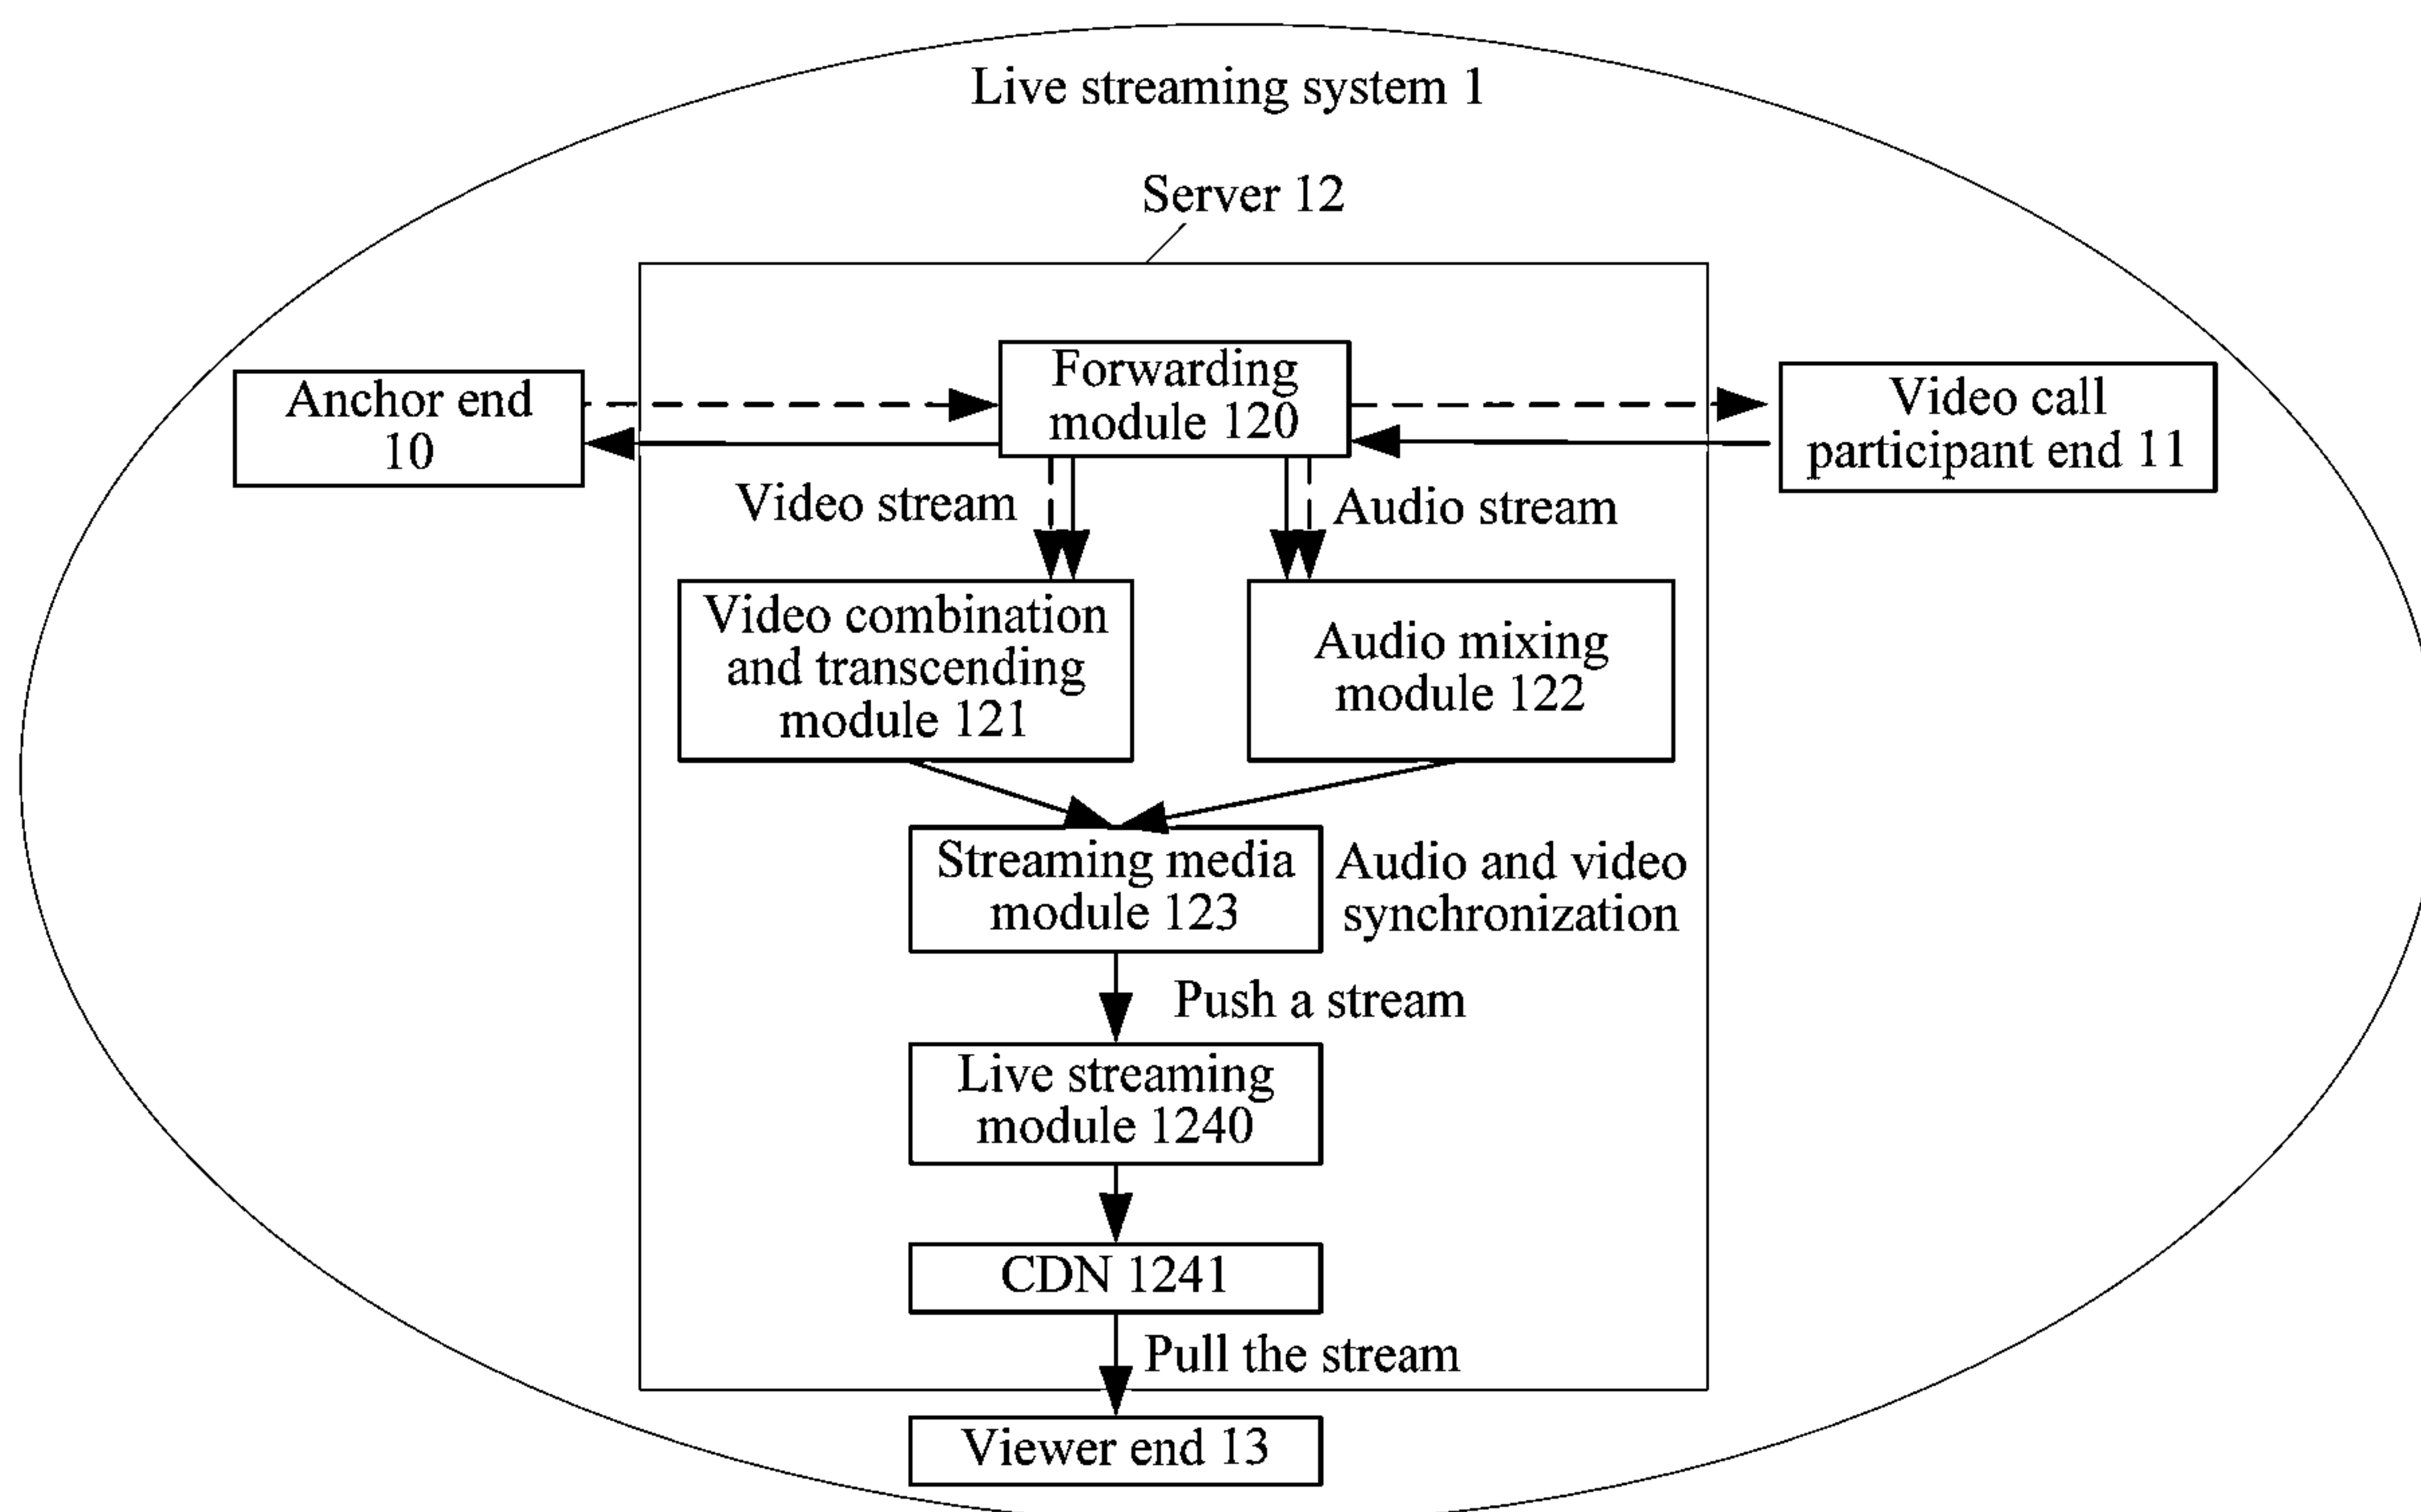 Live streaming system 1
Server 12
Anchor end
10
Forwarding
module 120
Video call
participant end 11
Video stream
Audio stream
Video combination
and transcending
module 121
Audio mixing
module 122
Streaming media
module 123
Audio and video
synchronization
Push a stream
Live streaming
module 1240
CDN 1241
Pull the stream
Viewer end 13